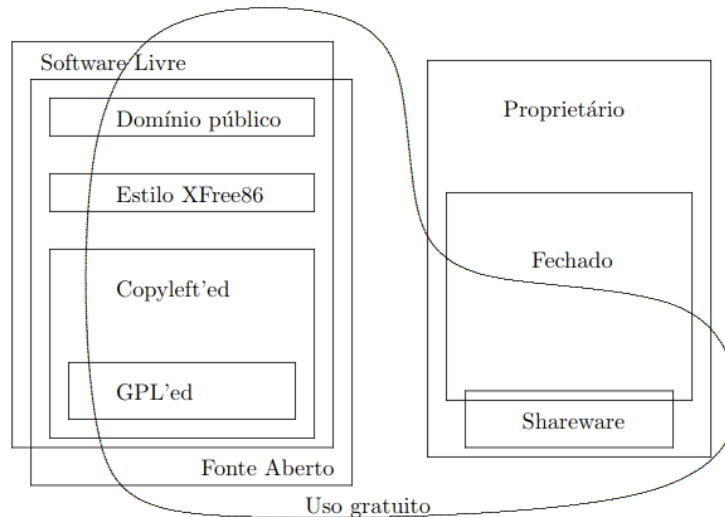 Software Livre
Domínio público
Estilo XFree86
Copyleft'ed
GPL'ed
Fonte Aberto
Proprietário
Fechado
Shareware
Uso gratuito